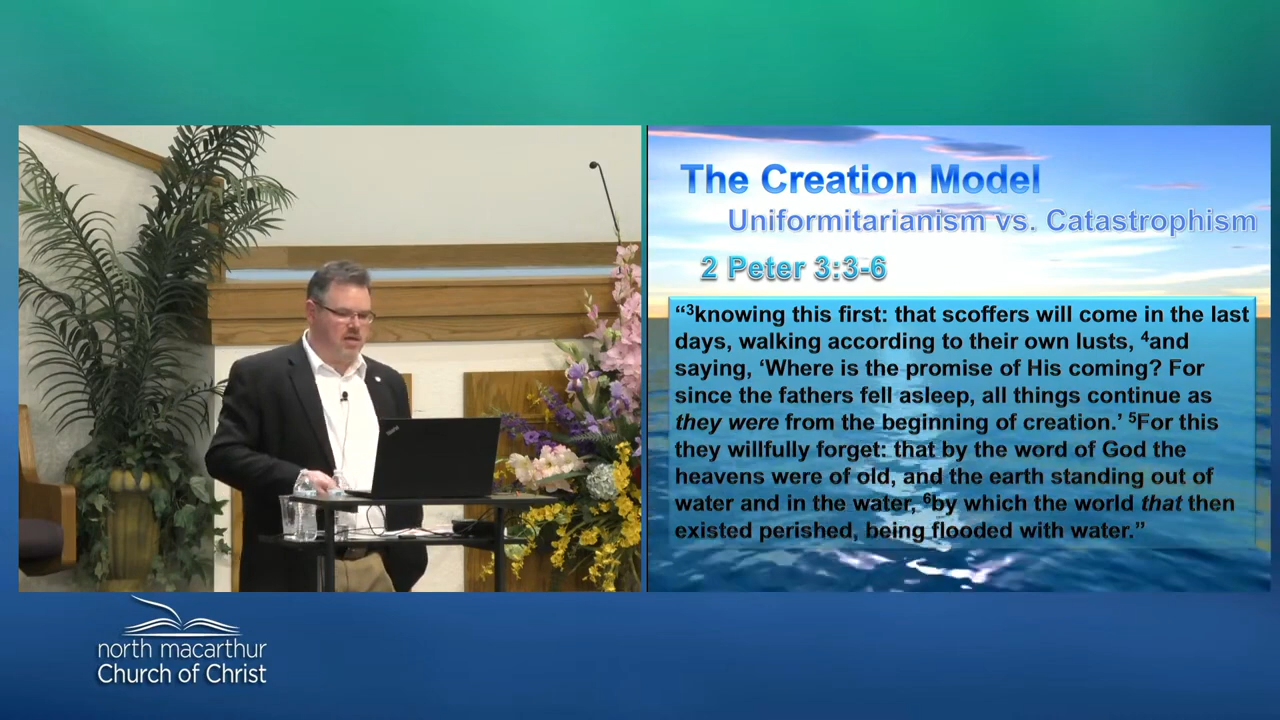 The Creation Model
Uniformitarianism vs. Catastrophism
2 Peter 3:3-6
“³knowing this first: that scoffers will come in the last
days, walking according to their own lusts, ⁴and
saying, ‘Where is the promise of His coming? For
since the fathers fell asleep, all things continue as
they were from the beginning of creation.’ ⁵For this
they willfully forget: that by the word of God the
heavens were of old, and the earth standing out of
water and in the water, ⁶by which the world that then
existed perished, being flooded with water.”
north macarthur
Church of Christ